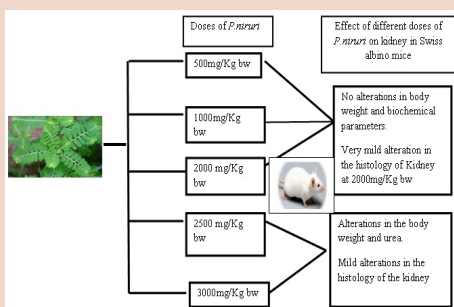 Doses of P.niruri
Effect of different doses of
P.niruri on kidney in Swiss
albino mice
500mg/Kg bw
1000mg/Kg
bw
2000 mg/Kg
bw
2500 mg/Kg
bw
3000mg/Kg bw
No alterations in body
weight and biochemical
parameters.
Very mild alteration in
the histology of Kidney
at 2000mg/Kg bw
Alterations in the body
weight and urea.
Mild alterations in the
histology of the kidney